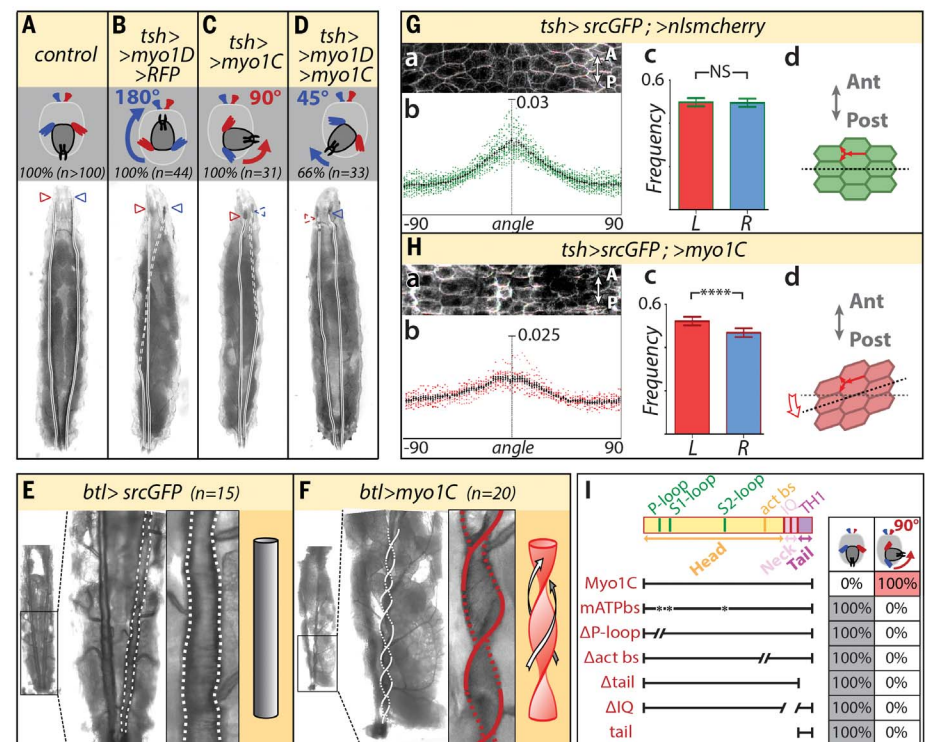 A
control
100% (n>100)
B
tsh>
>myo1D
>RFP
180°
100% (n=44)
C
tsh>
>myo1C
90°
100% (n=31)
D
tsh>
>myo1D
>myo1C
45°
66% (n=33)
G
tsh> srcGFP ; >nlsmcherry
a
A
P
b
0.03
-90
angle
90
c
0.6
NS
Frequency
L
R
d
Ant
Post
H
tsh>srcGFP ; >myo1C
a
A
P
b
0.025
-90
angle
90
c
0.6
****
Frequency
L
R
d
Ant
Post
E
btl> srcGFP (n=15)
F
btl>myo1C (n=20)
I
P-loop
S1-loop
S2-loop
act bs
IQ
TH1
Head
Neck
Tail
90°
Myo1C
0%
100%
mATPbs
*
*
*
100%
0%
ΔP-loop
100%
0%
Δact bs
100%
0%
Δtail
100%
0%
ΔIQ
100%
0%
tail
100%
0%